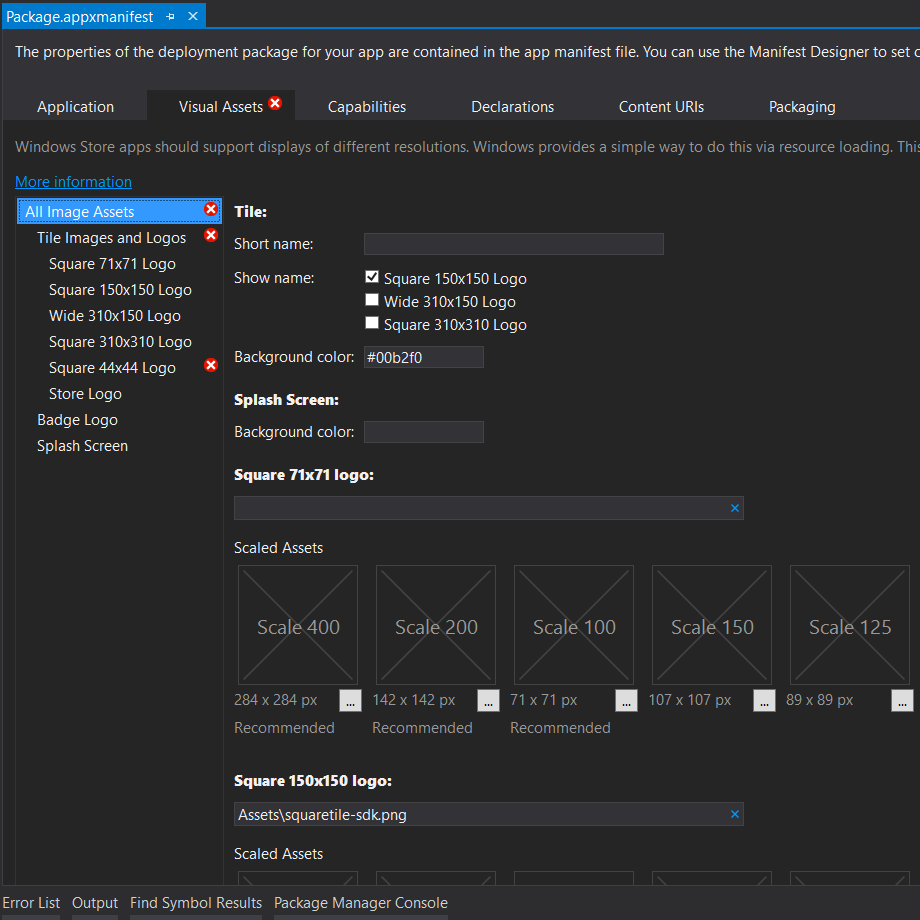 Package.appxmanifest
The properties of the deployment package for your app are contained in the app manifest file. You can use the Manifest Designer to set
Application Visual Assets Capabilities Declarations Content URIs Packaging
Windows Store apps should support displays of different resolutions. Windows provides a simple way to do this via resource loading. This
More information
All Image Assets
Tile Images and Logos
Square 71x71 Logo
Square 150x150 Logo
Wide 310x150 Logo
Square 310x310 Logo
Square 44x44 Logo
Store Logo
Badge Logo
Splash Screen
Tile:
Short name:
Show name:
Square 150x150 Logo
Wide 310x150 Logo
Square 310x310 Logo
Background color: #00b2f0
Splash Screen:
Background color:
Square 71x71 logo:
Scaled Assets
Scale 400 Scale 200 Scale 100 Scale 150 Scale 125
284 x 284 px ... 142 x 142 px ... 71 x 71 px ... 107 x 107 px ... 89 x 89 px ...
Recommended Recommended Recommended
Square 150x150 logo:
Assets\squaretile-sdk.png
Scaled Assets
Error List Output Find Symbol Results Package Manager Console